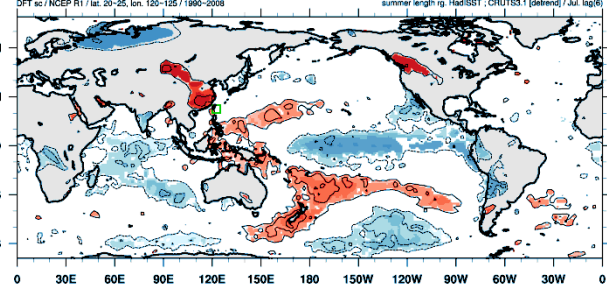 DFT sc / NCEP R1 / lat. 20-25, lon. 120-125 / 1990-2008 summer length rg. HadISST ; CRUTS3.1 [detrend] / Jul. lag(6)
0 30E 60E 90E 120E 150E 180 150W 120W 90W 60W 30W 0